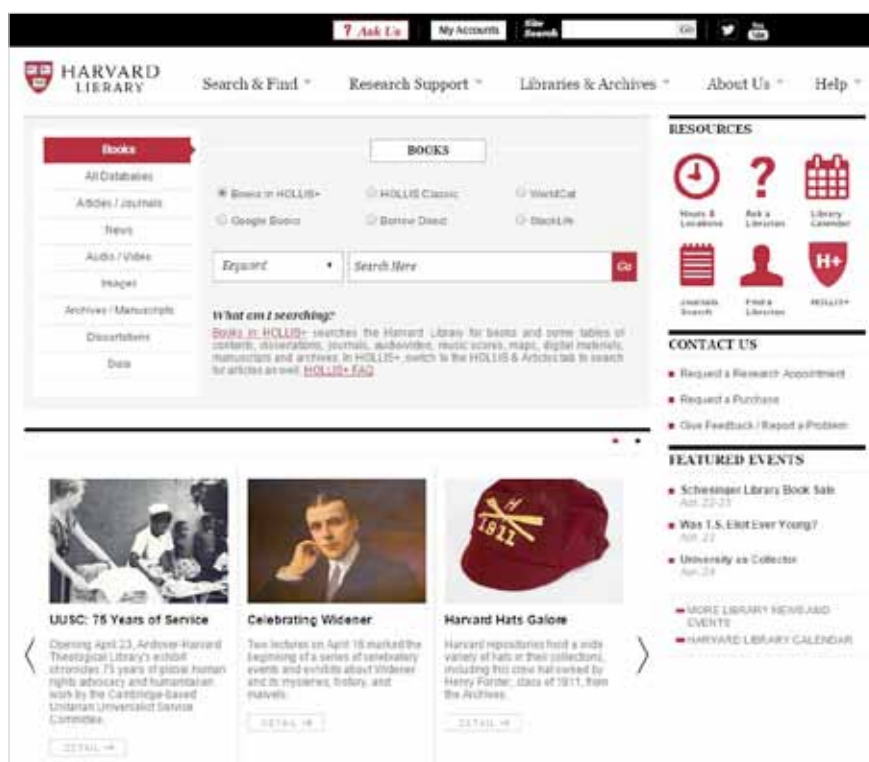 ? Ask Us
My Accounts
Site Search
Go
You Tube
HARVARD
LIBRARY
Search & Find
Research Support
Libraries & Archives
About Us
Help
Books
All Databases
Articles / Journals
News
Audio / Video
Images
Archives / Manuscripts
Dissertations
Data
BOOKS
Books in HOLLIS+
HOLLIS Classic
WorldCat
Google Books
Borrow Direct
StackLife
Keyword
Search Here
Go
What am I searching?
Books in HOLLIS+ searches the Harvard Library for books and some tables of
contents, dissertations, journals, audio/video, music scores, maps, digital materials,
manuscripts and archives. In HOLLIS+, switch to the HOLLIS & Articles tab to search
for articles as well. HOLLIS+ FAQ
RESOURCES
Hours &
Locations
Ask a
Librarian
Library
Calendar
Journals
Search
Find a
Librarian
H+
HOLLIS+
CONTACT US
Request a Research Appointment
Request a Purchase
Give Feedback / Report a Problem
FEATURED EVENTS
Schlesinger Library Book Sale
Apr. 22-23
Was T.S. Eliot Ever Young?
Apr. 23
University as Collector
Apr. 24
MORE LIBRARY NEWS AND
EVENTS
HARVARD LIBRARY CALENDAR
UUSC: 75 Years of Service
Opening April 23, Andover-Harvard
Theological Library's exhibit
chronicles 75 years of global human
rights advocacy and humanitarian
work by the Cambridge-based
Unitarian Universalist Service
Committee.
DETAIL
Celebrating Widener
Two lectures on April 16 marked the
beginning of a series of celebratory
events and exhibits about Widener
and its mysteries, history, and
marvels.
DETAIL
H
1911
Harvard Hats Galore
Harvard repositories hold a wide
variety of hats in their collections,
including this crew hat owned by
Henry Forster, class of 1911, from
the Archives.
DETAIL